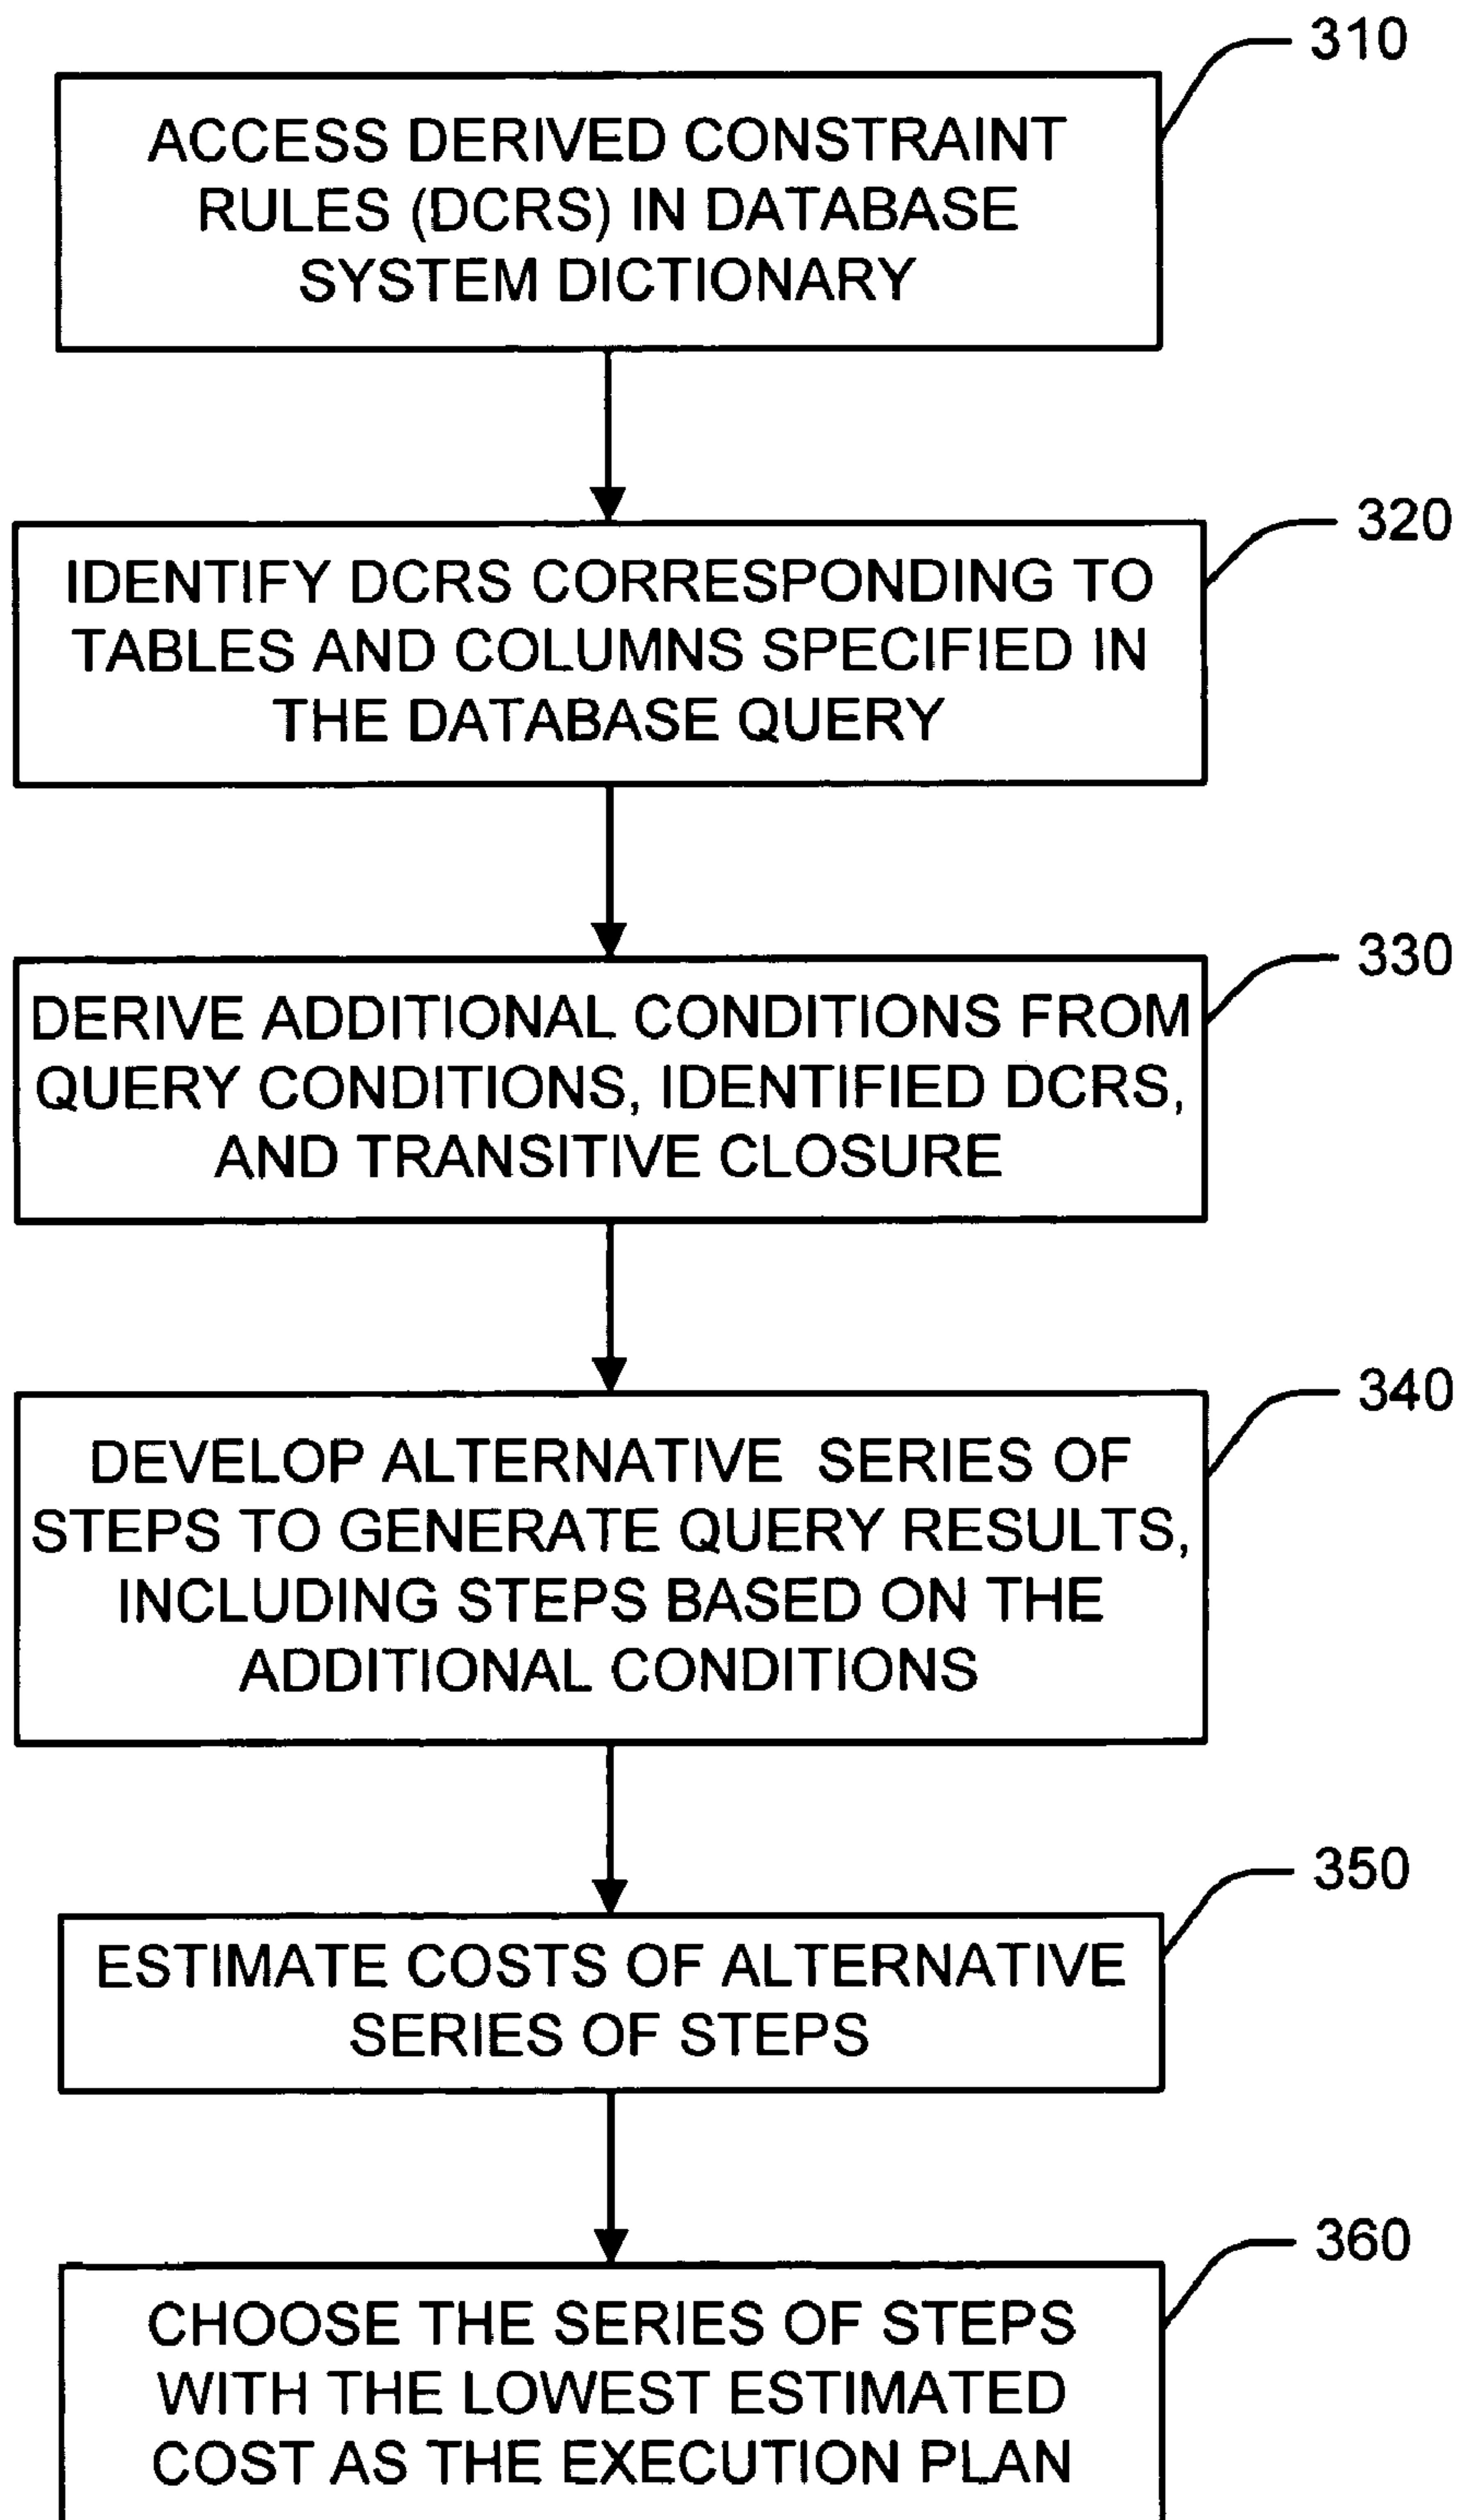 310
ACCESS DERIVED CONSTRAINT
RULES (DCRS) IN DATABASE
SYSTEM DICTIONARY
320
IDENTIFY DCRS CORRESPONDING TO
TABLES AND COLUMNS SPECIFIED IN
THE DATABASE QUERY
330
DERIVE ADDITIONAL CONDITIONS FROM
QUERY CONDITIONS, IDENTIFIED DCRS,
AND TRANSITIVE CLOSURE
340
DEVELOP ALTERNATIVE SERIES OF
STEPS TO GENERATE QUERY RESULTS,
INCLUDING STEPS BASED ON THE
ADDITIONAL CONDITIONS
350
ESTIMATE COSTS OF ALTERNATIVE
SERIES OF STEPS
360
CHOOSE THE SERIES OF STEPS
WITH THE LOWEST ESTIMATED
COST AS THE EXECUTION PLAN